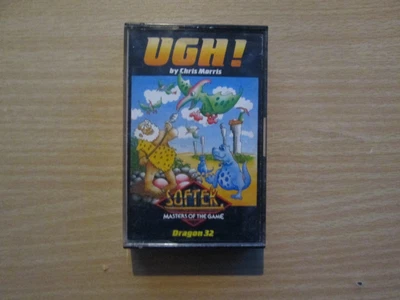 UGH!
by Chris Morris
SOFTEK
MASTERS OF THE GAME
Dragon 32